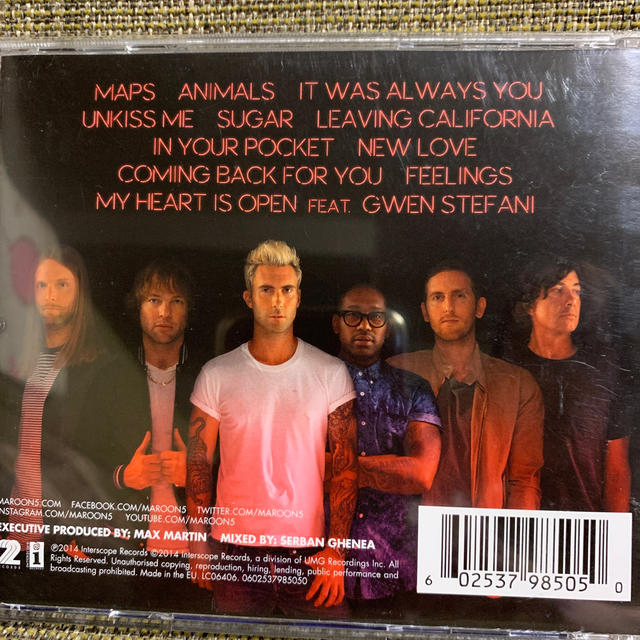 MAPS ANIMALS IT WAS ALWAYS YOU
UNKISS ME SUGAR LEAVING CALIFORNIA
IN YOUR POCKET NEW LOVE
COMING BACK FOR YOU FEELINGS
MY HEART IS OPEN FEAT. GWEN STEFANI
MAROON5.COM FACEBOOK.COM/MAROON5 TWITTER.COM/MAROON5
INSTAGRAM.COM/MAROON5 YOUTUBE.COM/MAROON5
EXECUTIVE PRODUCED BY: MAX MARTIN MIXED BY: SERBAN GHENEA
℗2014 Interscope Records ©2014 Interscope Records, a division of UMG Recordings Inc. All
Rights Reserved. Unauthorised copying, reproduction, hiring, lending, public performance and
broadcasting prohibited. Made in the EU. LC06406. 0602537985050
222
i
6 02537 98505 0